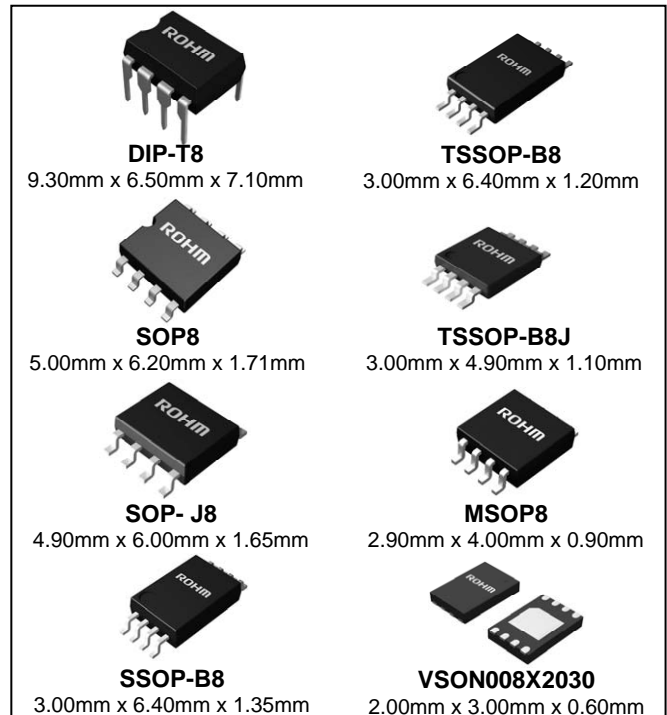 ROHM
DIP-T8
9.30mm x 6.50mm x 7.10mm
ROHM
TSSOP-B8
3.00mm x 6.40mm x 1.20mm
ROHM
SOP8
5.00mm x 6.20mm x 1.71mm
ROHM
TSSOP-B8J
3.00mm x 4.90mm x 1.10mm
ROHM
SOP- J8
4.90mm x 6.00mm x 1.65mm
ROHM
MSOP8
2.90mm x 4.00mm x 0.90mm
ROHM
SSOP-B8
3.00mm x 6.40mm x 1.35mm
ROHM
VSON008X2030
2.00mm x 3.00mm x 0.60mm